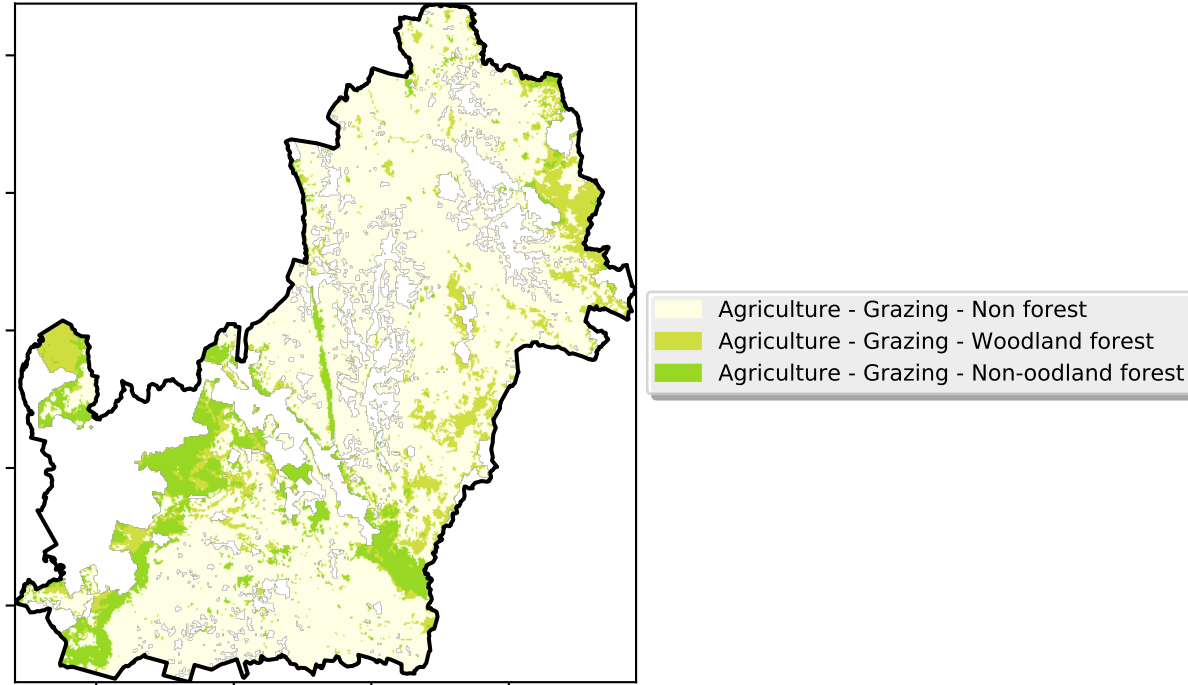 Agriculture - Grazing - Non forest
Agriculture - Grazing - Woodland forest
Agriculture - Grazing - Non-oodland forest